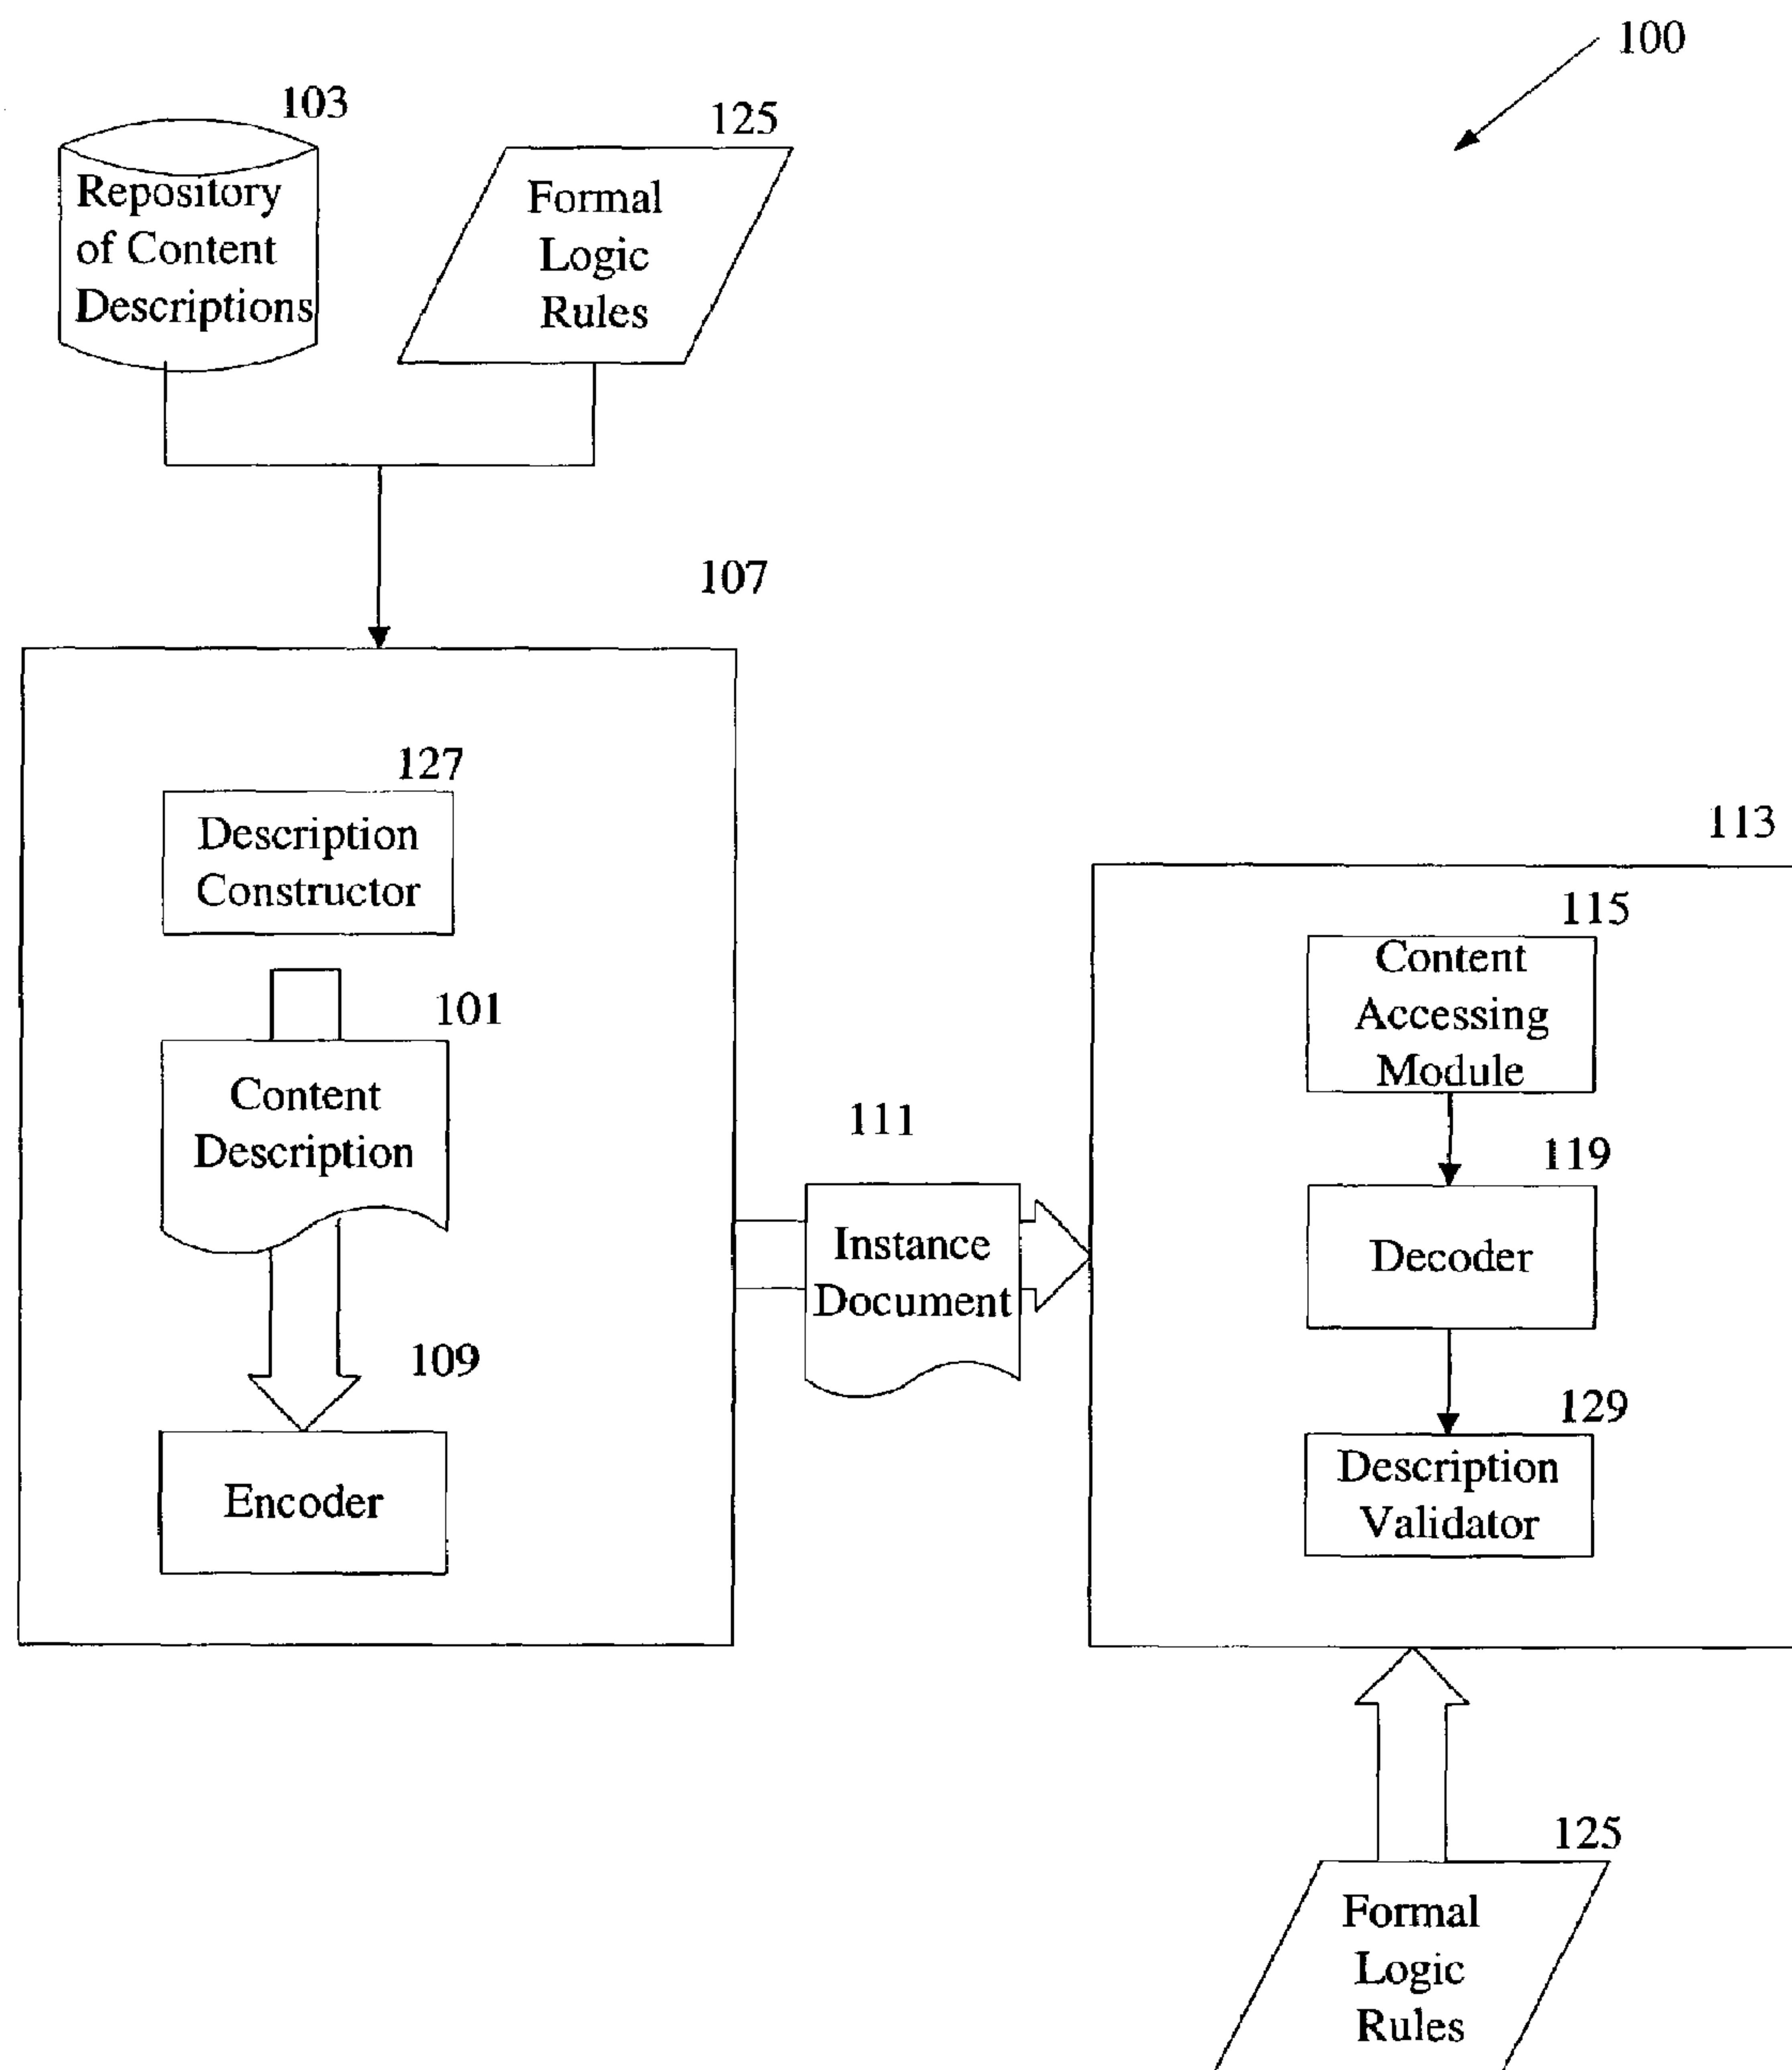 100
103
Repository
of Content
Descriptions
125
Formal
Logic
Rules
107
127
Description
Constructor
101
Content
Description
109
Encoder
111
Instance
Document
113
115
Content
Accessing
Module
119
Decoder
129
Description
Validator
125
Formal
Logic
Rules